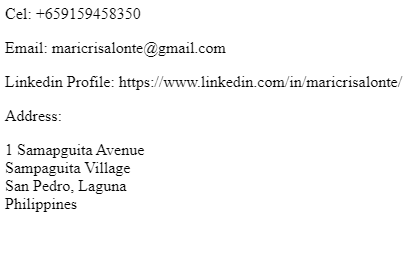 Cel: +659159458350
Email: maricrisalonte@gmail.com
Linkedin Profile: https://www.linkedin.com/in/maricrisalonte/
Address:
1 Samapguita Avenue
Sampaguita Village
San Pedro, Laguna
Philippines